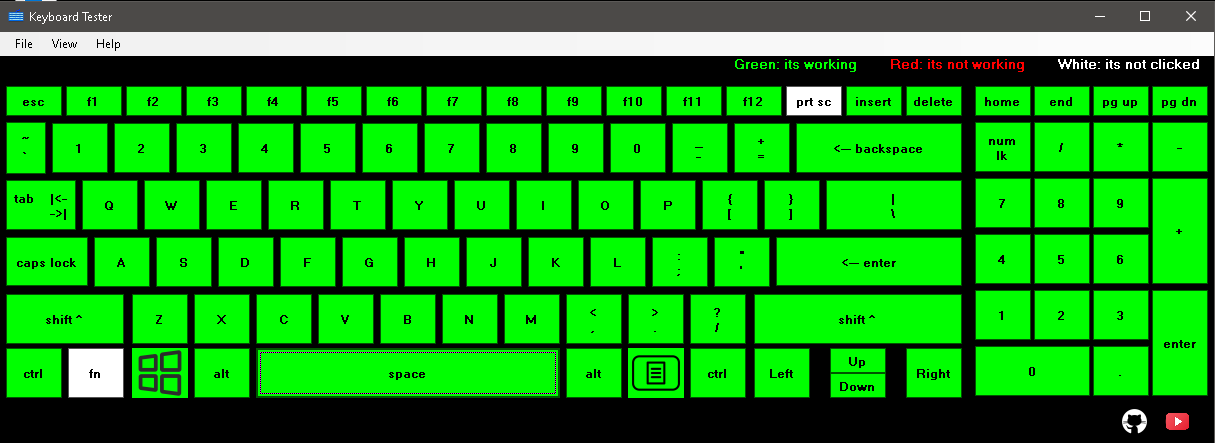 Keyboard Tester
File View Help
Green: its working Red: its not working White: its not clicked
esc f1 f2 f3 f4 f5 f6 f7 f8 f9 f10 f11 f12 prt sc insert delete home end pg up pg dn
~ ` 1 2 3 4 5 6 7 8 9 0 _ - + = <--- backspace num lk / * -
tab |<- ->| Q W E R T Y U I O P { [ } ] | \ 7 8 9 +
caps lock A S D F G H J K L : ; " ' <--- enter 4 5 6
shift ^ Z X C V B N M < , > . ? / shift ^ 1 2 3 enter
ctrl fn alt space alt ctrl Left Up Down Right 0 .